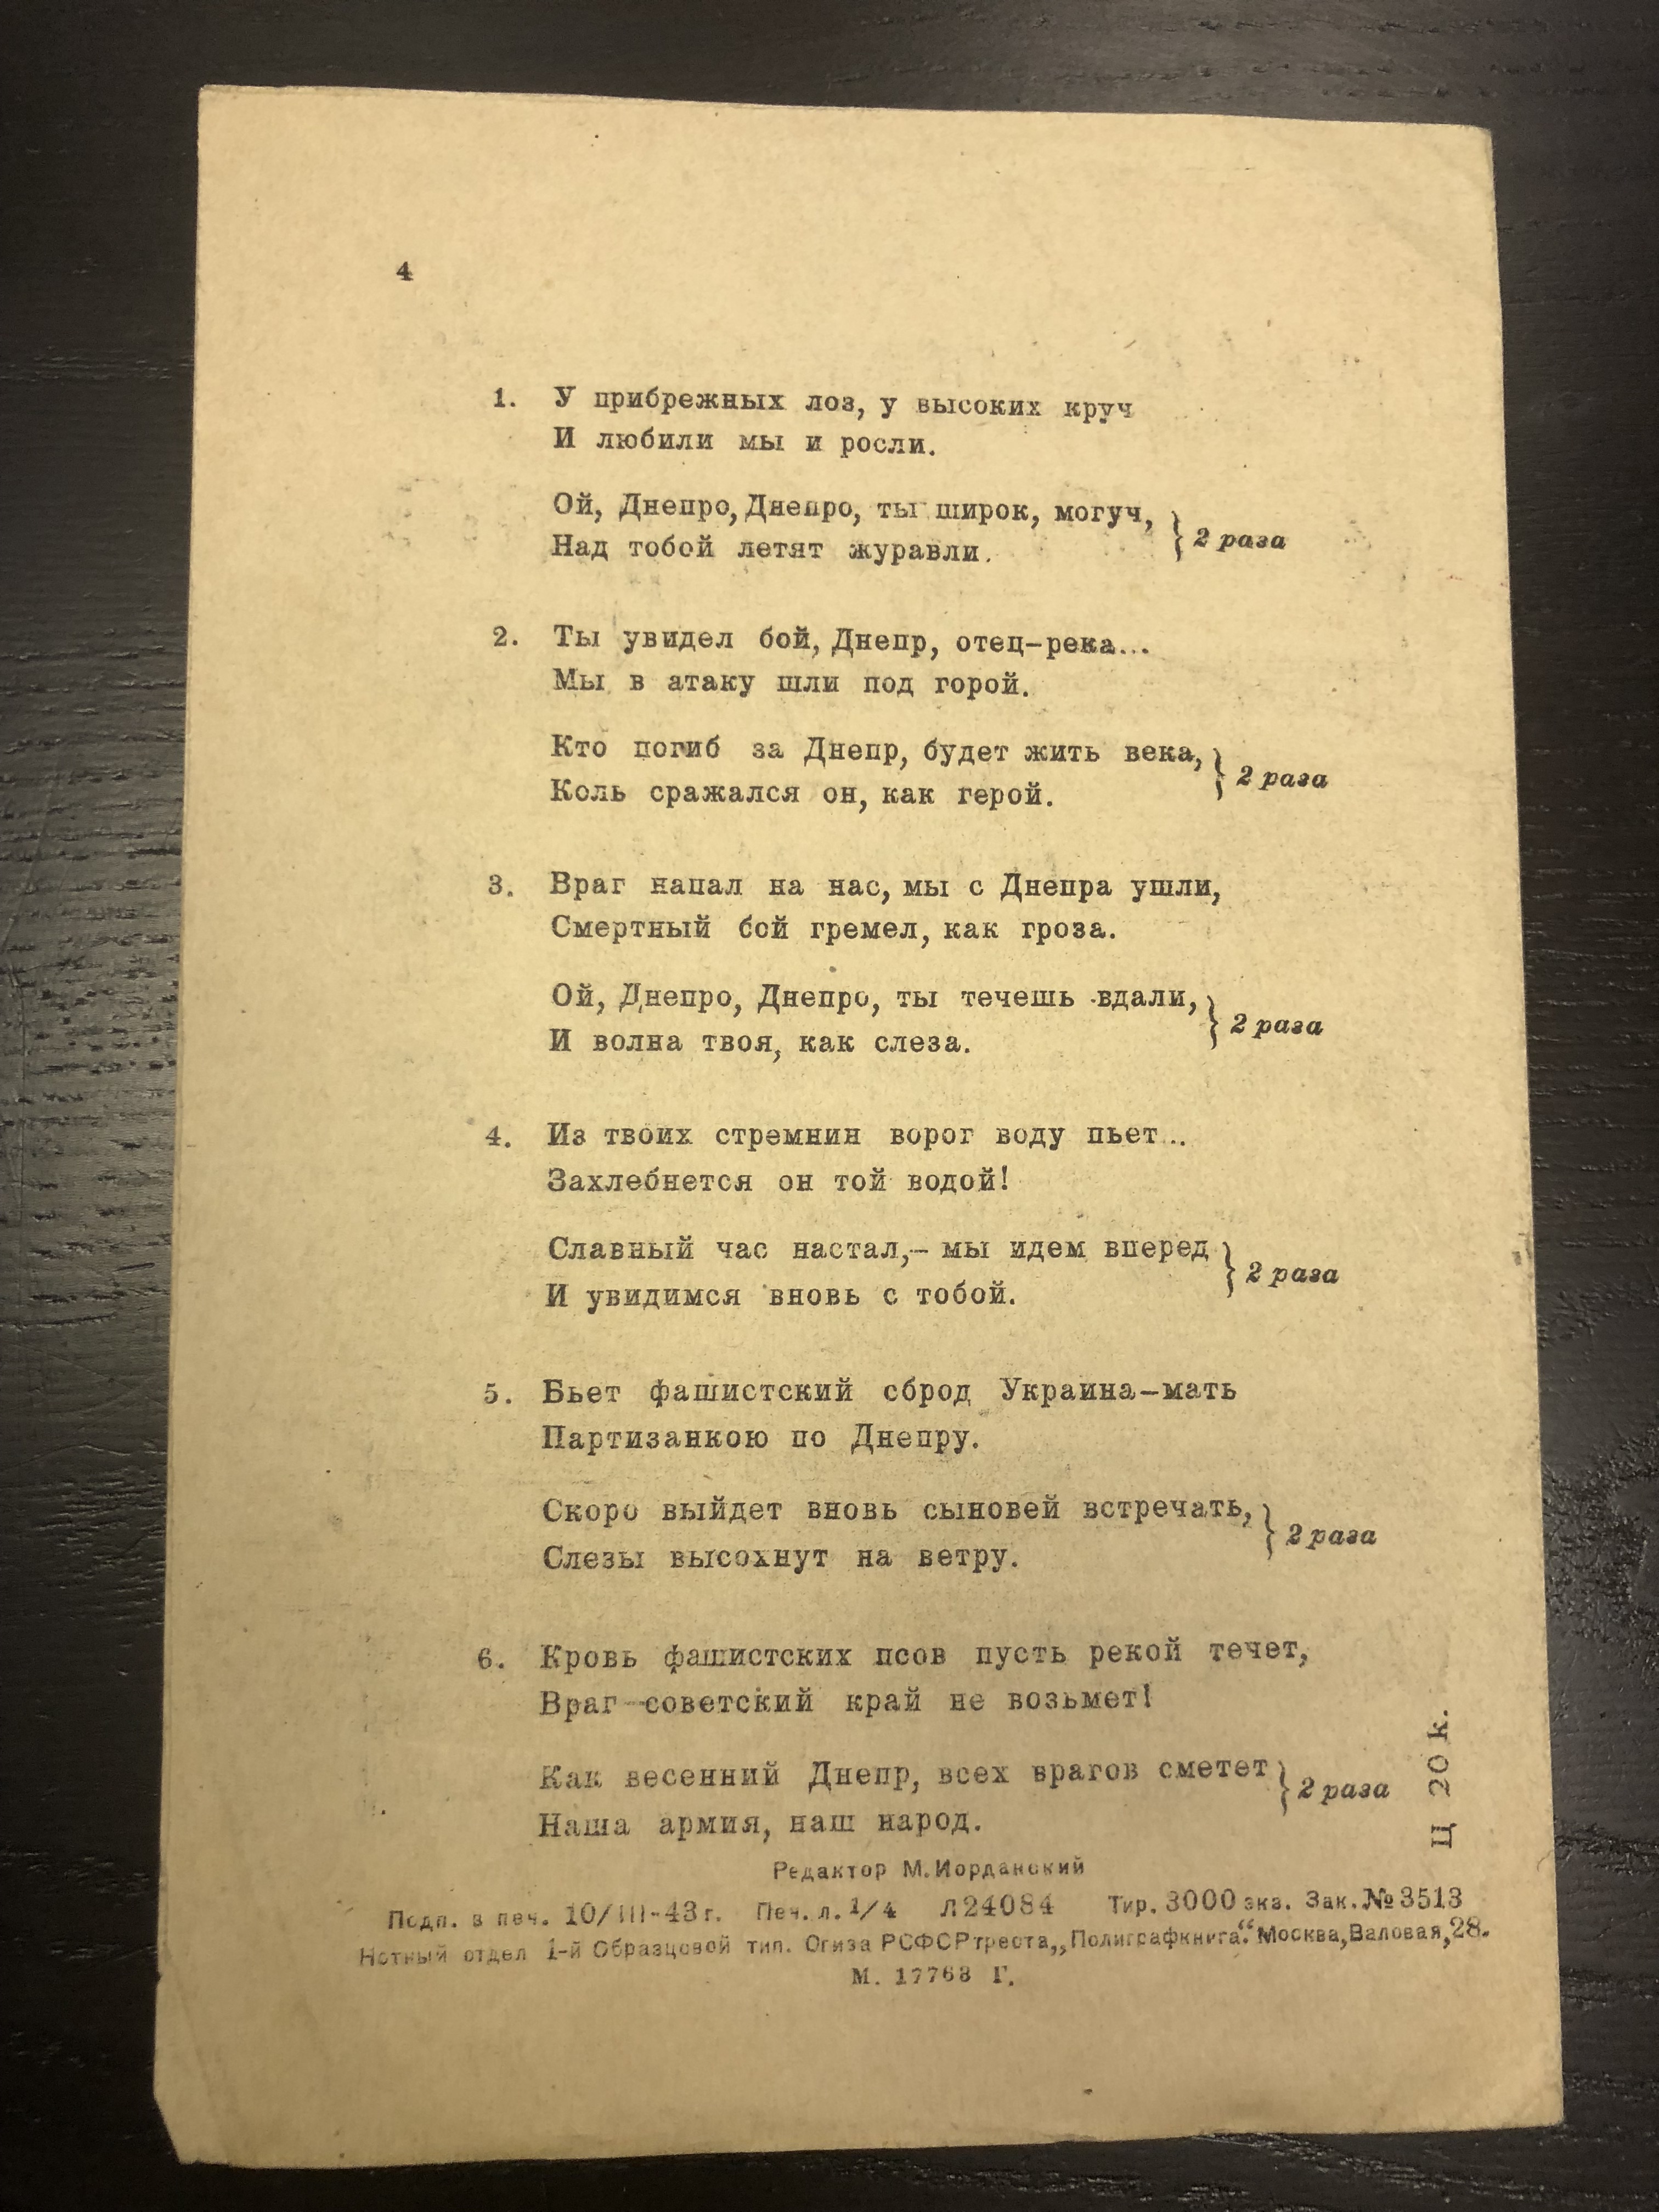 4
1. У прибрежных лоз, у высоких круч
И любили мы и росли.
Ой, Днепро, Днепро, ты широк, могуч,
Над тобой летят журавли.
} 2 раза
2. Ты увидел бой, Днепр, отец-река...
Мы в атаку шли под горой.
Кто погиб за Днепр, будет жить века,
Коль сражался он, как герой.
} 2 раза
3. Враг напал на нас, мы с Днепра ушли,
Смертный бой гремел, как гроза.
Ой, Днепро, Днепро, ты течешь вдали,
И волна твоя, как слеза.
} 2 раза
4. Из твоих стремнин ворог воду пьет...
Захлебнется он той водой!
Славный час настал,- мы идем вперед
И увидимся вновь с тобой.
} 2 раза
5. Бьет фашистский сброд Украина-мать
Партизанкою по Днепру.
Скоро выйдет вновь сыновей встречать,
Слезы высохнут на ветру.
} 2 раза
6. Кровь фашистских псов пусть рекой течет,
Враг советский край не возьмет!
Как весенний Днепр, всех врагов сметет
Наша армия, наш народ.
} 2 раза
Ц 20 к.
Редактор М. Иорданский
Подп. в печ. 10/III-43 г. Печ. л. 1/4 Л 24084 Тир. 3000 экз. Зак. № 3513
Нотный отдел 1-й Образцовой тип. Огиза РСФСР треста „Полиграфкнига“. Москва, Валовая, 28.
М. 17763 Г.